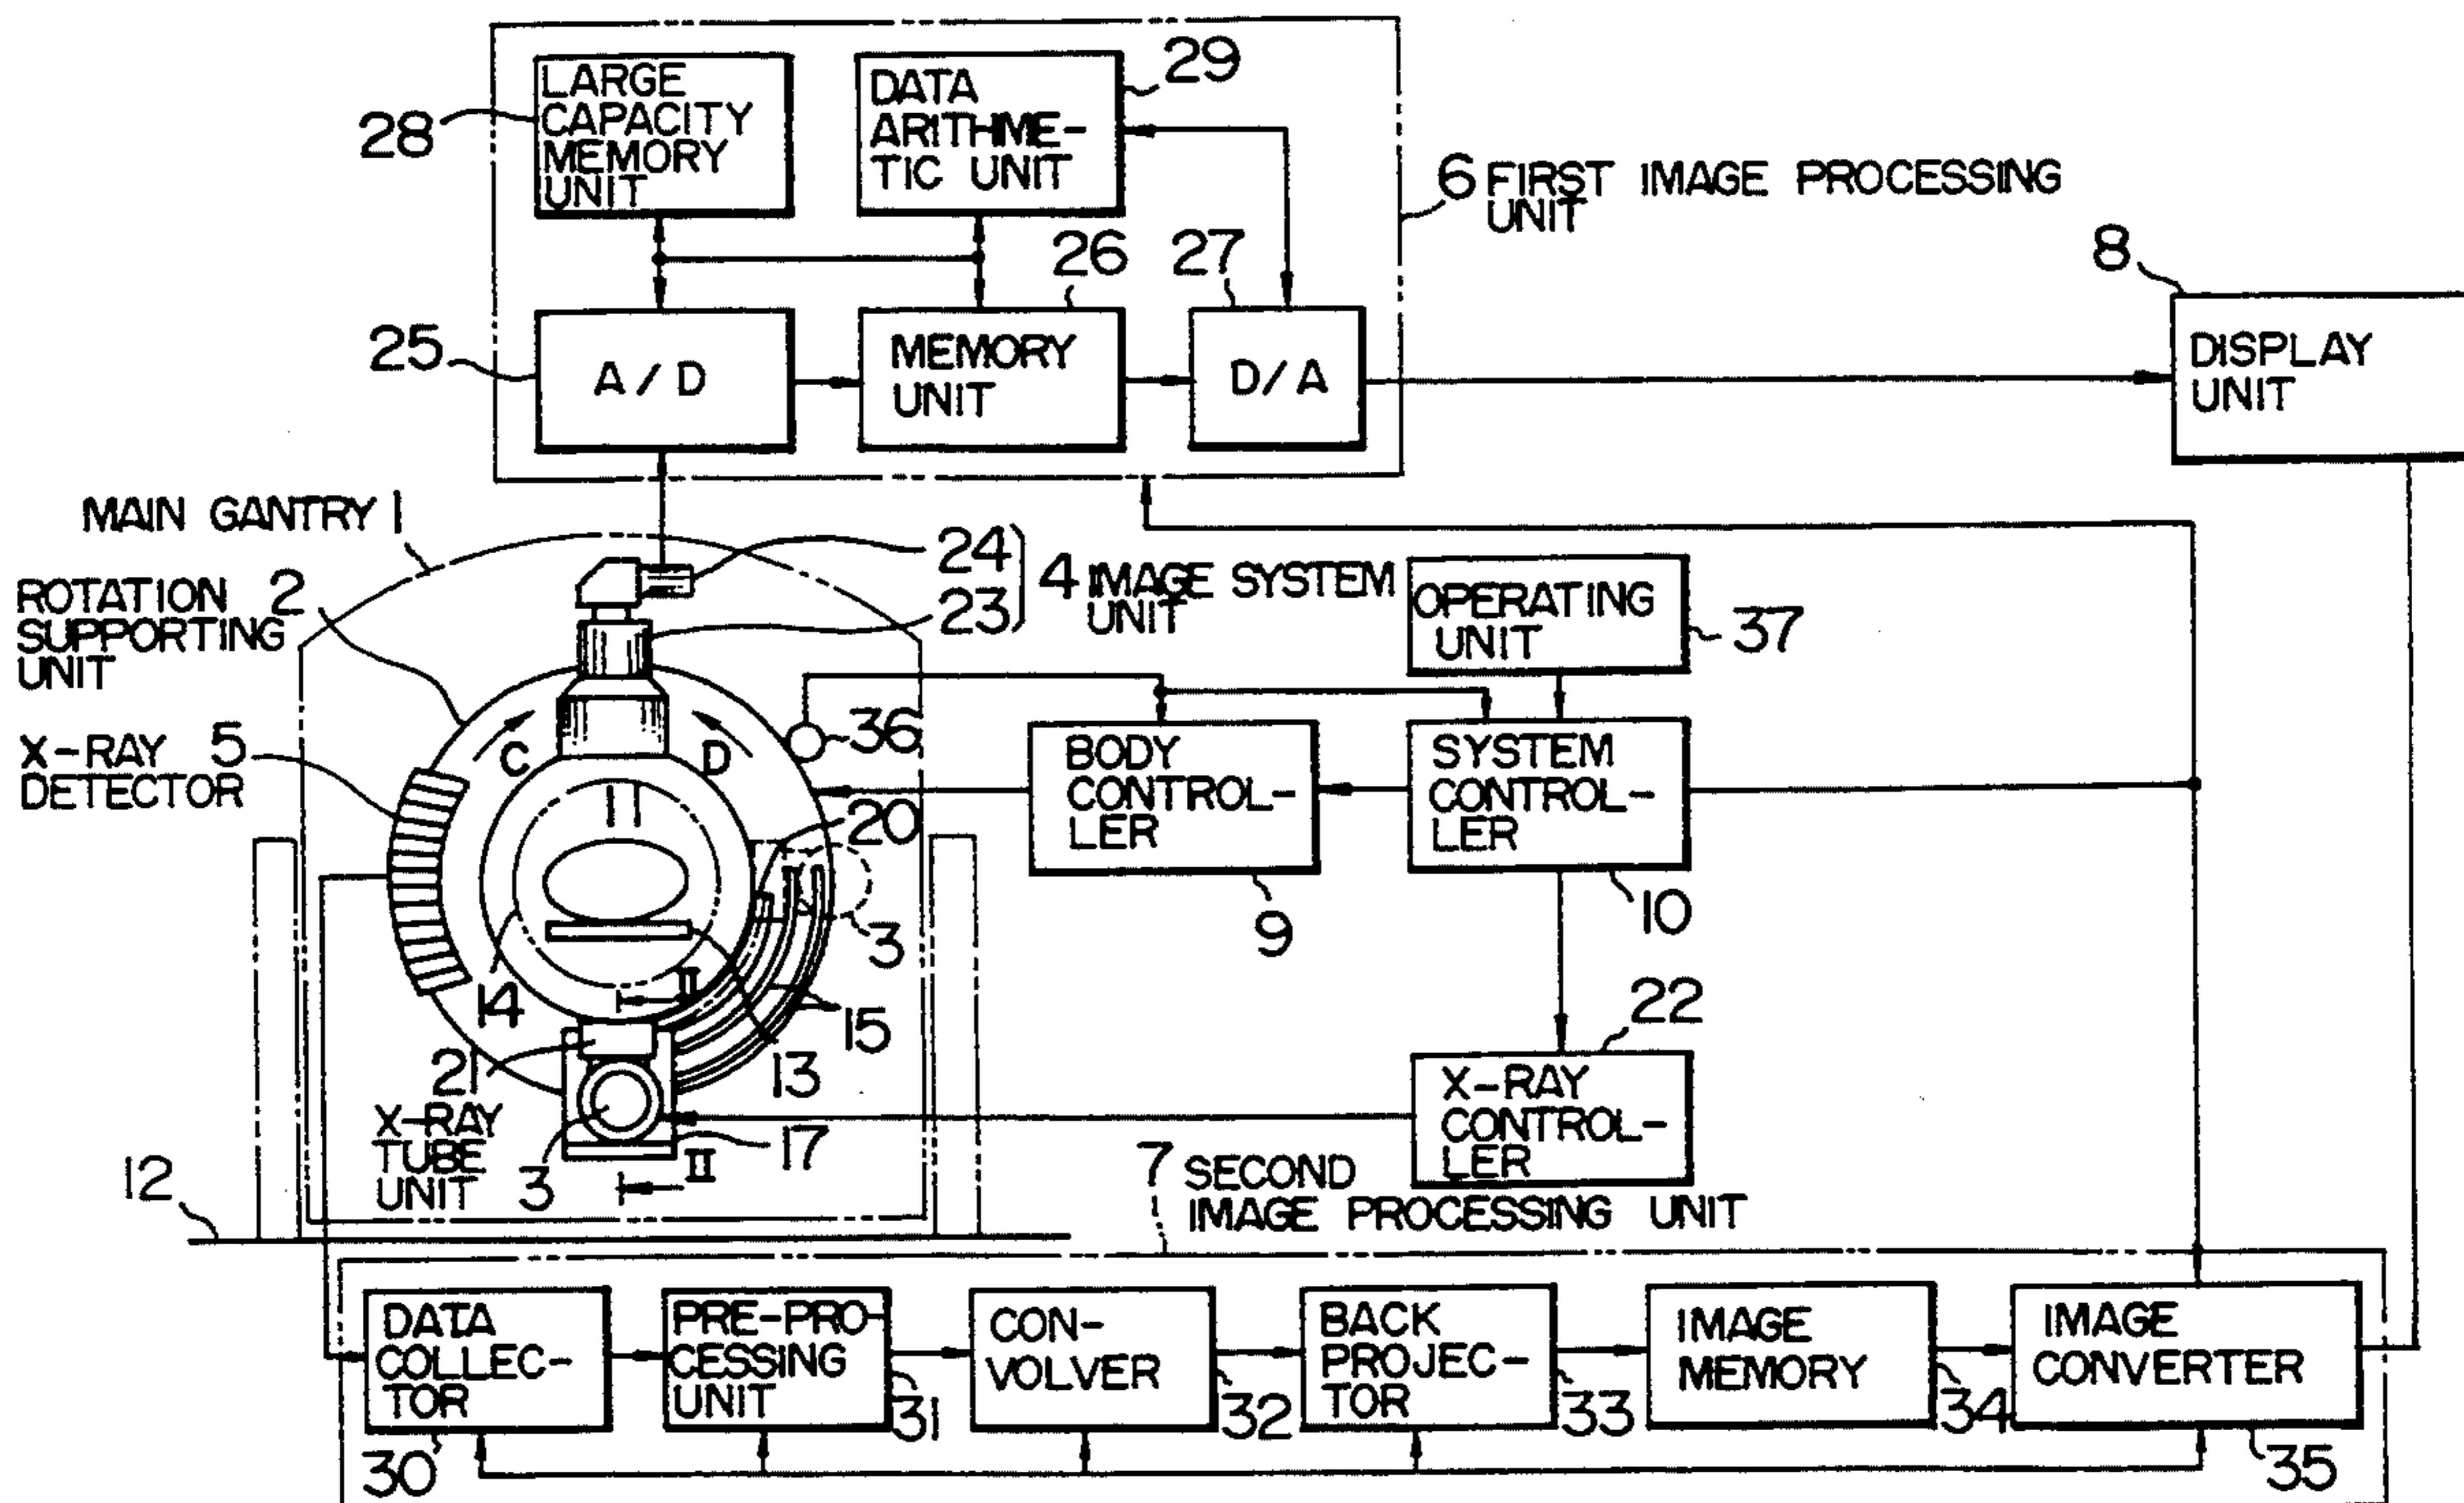 LARGE
CAPACITY
MEMORY
UNIT
28
DATA
ARITHME-
TIC UNIT
29
6 FIRST IMAGE PROCESSING
UNIT
25
A / D
26
MEMORY
UNIT
27
D / A
8
DISPLAY
UNIT
MAIN GANTRY 1
ROTATION 2
SUPPORTING
UNIT
X-RAY 5
DETECTOR
24
23
4 IMAGE SYSTEM
UNIT
OPERATING
UNIT
37
C
D
36
11
20
BODY
CONTROL-
LER
9
SYSTEM
CONTROL-
LER
10
3
14
II
15
13
21
X-RAY
TUBE
UNIT
3
17
II
22
X-RAY
CONTROL-
LER
12
7 SECOND
IMAGE PROCESSING UNIT
DATA
COLLEC-
TOR
30
PRE-PRO-
CESSING
UNIT
31
CON-
VOLVER
32
BACK
PROJEC-
TOR
33
IMAGE
MEMORY
34
IMAGE
CONVERTER
35